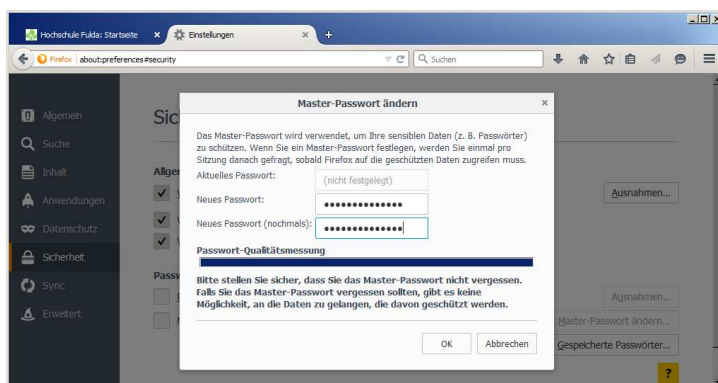 Hochschule Fulda: Startseite
Einstellungen
Firefox about:preferences#security
Suchen
Allgemein
Suche
Inhalt
Anwendungen
Datenschutz
Sicherheit
Sync
Erweitert
Sic
Allge
Passw
Master-Passwort ändern
Das Master-Passwort wird verwendet, um Ihre sensiblen Daten (z. B. Passwörter)
zu schützen. Wenn Sie ein Master-Passwort festlegen, werden Sie einmal pro
Sitzung danach gefragt, sobald Firefox auf die geschützten Daten zugreifen muss.
Aktuelles Passwort:
(nicht festgelegt)
Neues Passwort:
Neues Passwort (nochmals):
Passwort-Qualitätsmessung
Bitte stellen Sie sicher, dass Sie das Master-Passwort nicht vergessen.
Falls Sie das Master-Passwort vergessen sollten, gibt es keine
Möglichkeit, an die Daten zu gelangen, die davon geschützt werden.
OK
Abbrechen
Ausnahmen...
Ausnahmen...
Master-Passwort ändern...
Gespeicherte Passwörter...
?